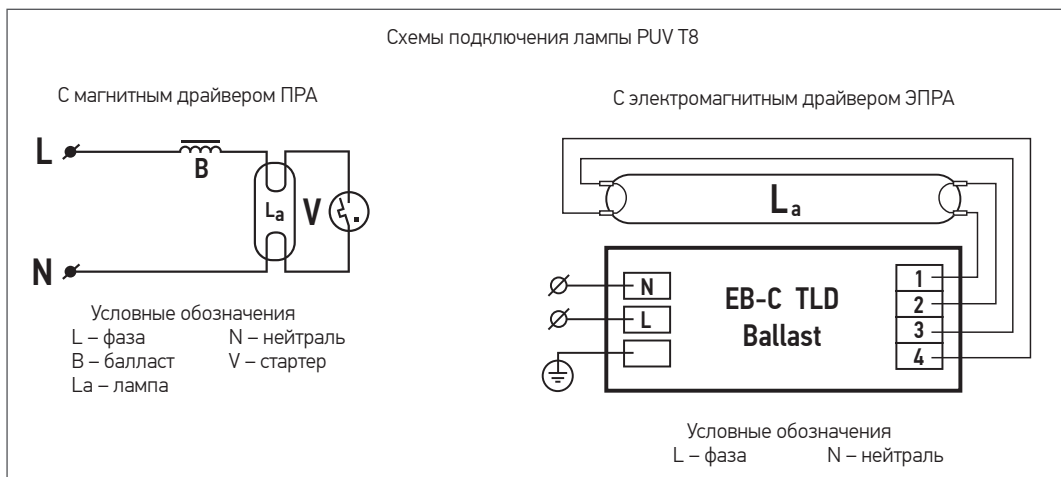 Схемы подключения лампы PUV T8
С магнитным драйвером ПРА
L
B
La
V
N
Условные обозначения
L – фаза N – нейтраль
B – балласт V – стартер
La – лампа
С электромагнитным драйвером ЭПРА
La
N
L
EB-C TLD
Ballast
1
2
3
4
Условные обозначения
L – фаза N – нейтраль